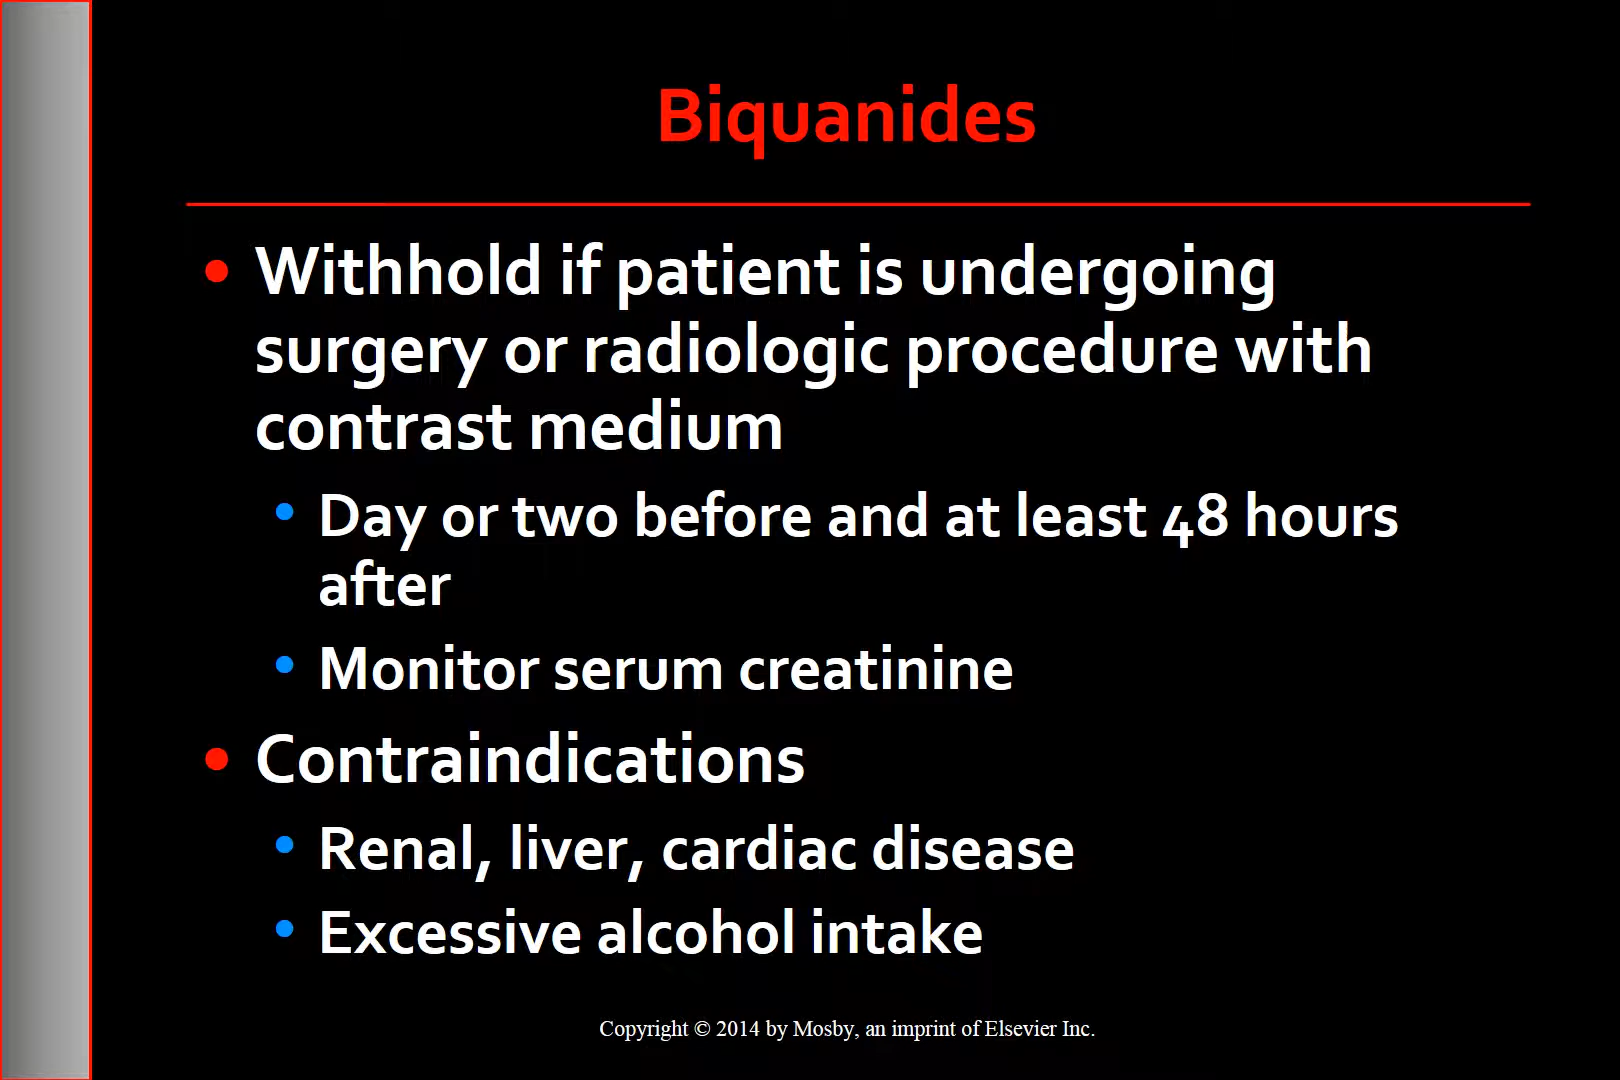 Biquanides
• Withhold if patient is undergoing
surgery or radiologic procedure with
contrast medium
• Day or two before and at least 48 hours
after
• Monitor serum creatinine
• Contraindications
• Renal, liver, cardiac disease
• Excessive alcohol intake
Copyright © 2014 by Mosby, an imprint of Elsevier Inc.